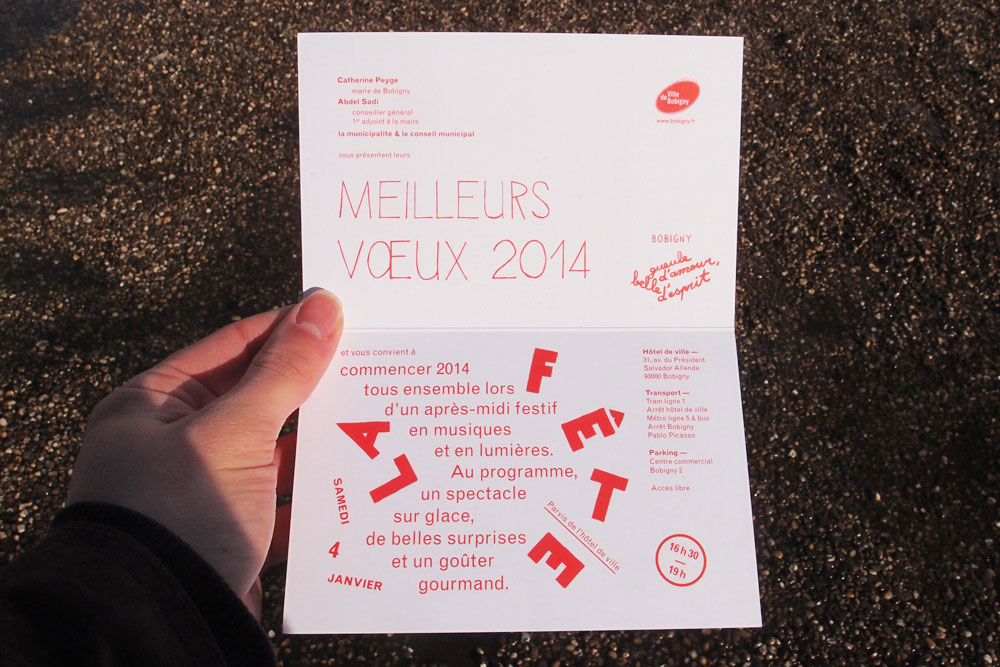 Catherine Peyge
maire de Bobigny
Abdel Sadi
conseiller général
1er adjoint à la maire
la municipalité & le conseil municipal
vous présentent leurs
Ville
de Bobigny
www.bobigny.fr
MEILLEURS
VŒUX 2014
BOBIGNY
gueule
d'amour,
belle
d'esprit
et vous convient à
commencer 2014
tous ensemble lors
d'un après-midi festif
en musiques
et en lumières.
Au programme,
un spectacle
sur glace,
de belles surprises
et un goûter
gourmand.
LA
FÊTE
SAMEDI
4
JANVIER
Parvis de l'hôtel de ville
Hôtel de ville —
31, av. du Président
Salvador Allende
93000 Bobigny
Transport —
Tram ligne 1
Arrêt hôtel de ville
Métro ligne 5 & bus
Arrêt Bobigny
Pablo Picasso
Parking —
Centre commercial
Bobigny 2
Accès libre
16 h 30
—
19 h